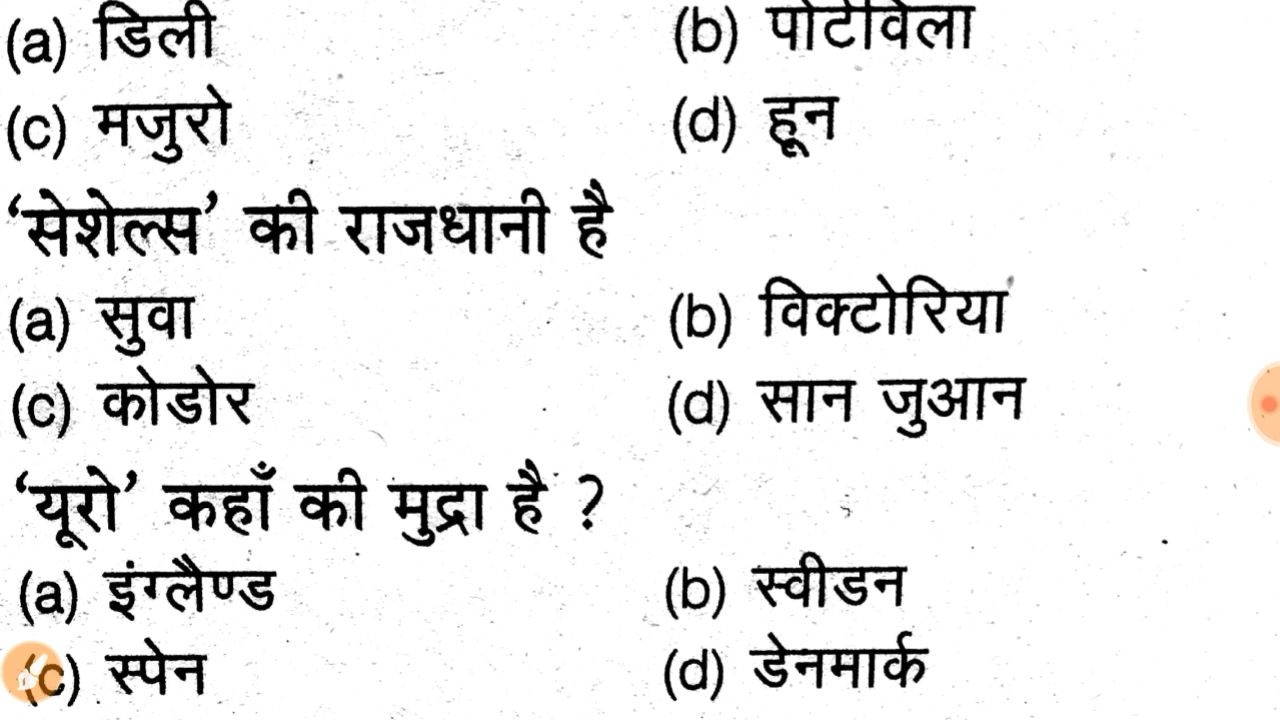 (a) डिली (b) पोर्टविला
(c) मजुरो (d) हून
‘सेशेल्स’ की राजधानी है
(a) सुवा (b) विक्टोरिया
(c) कोडोर (d) सान जुआन
‘यूरो’ कहाँ की मुद्रा है ?
(a) इंग्लैण्ड (b) स्वीडन
(c) स्पेन (d) डेनमार्क